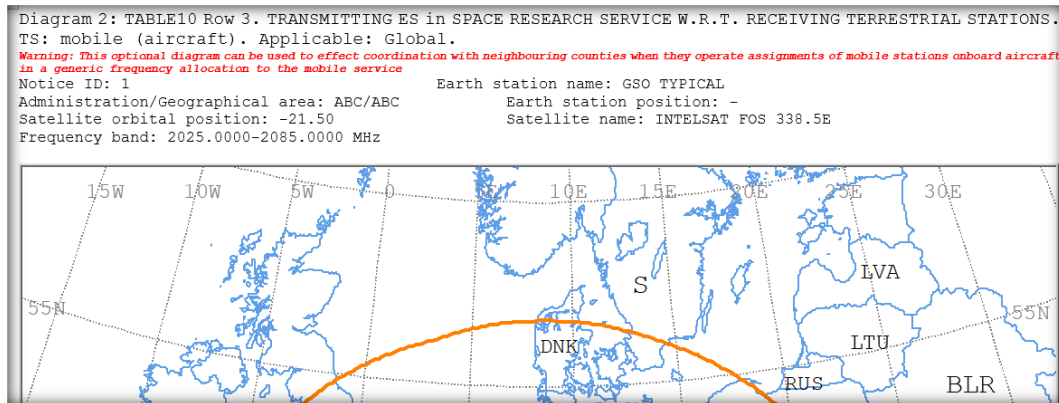 Diagram 2: TABLE10 Row 3. TRANSMITTING ES in SPACE RESEARCH SERVICE W.R.T. RECEIVING TERRESTRIAL STATIONS.
TS: mobile (aircraft). Applicable: Global.
Warning: This optional diagram can be used to effect coordination with neighbouring counties when they operate assignments of mobile stations onboard aircraft
in a generic frequency allocation to the mobile service
Notice ID: 1 Earth station name: GSO TYPICAL
Administration/Geographical area: ABC/ABC Earth station position: -
Satellite orbital position: -21.50 Satellite name: INTELSAT FOS 338.5E
Frequency band: 2025.0000-2085.0000 MHz
15W 10W 5W 0 5E 10E 15E 20E 25E 30E
LVA
S
55N 55N
DNK LTU
RUS BLR